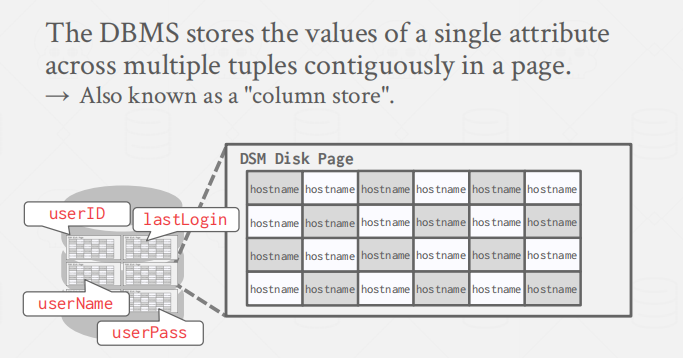 The DBMS stores the values of a single attribute
across multiple tuples contiguously in a page.
→ Also known as a "column store".
DSM Disk Page
hostname hostname hostname hostname hostname hostname
hostname hostname hostname hostname hostname hostname
hostname hostname hostname hostname hostname hostname
hostname hostname hostname hostname hostname hostname
userID
lastLogin
userName
userPass